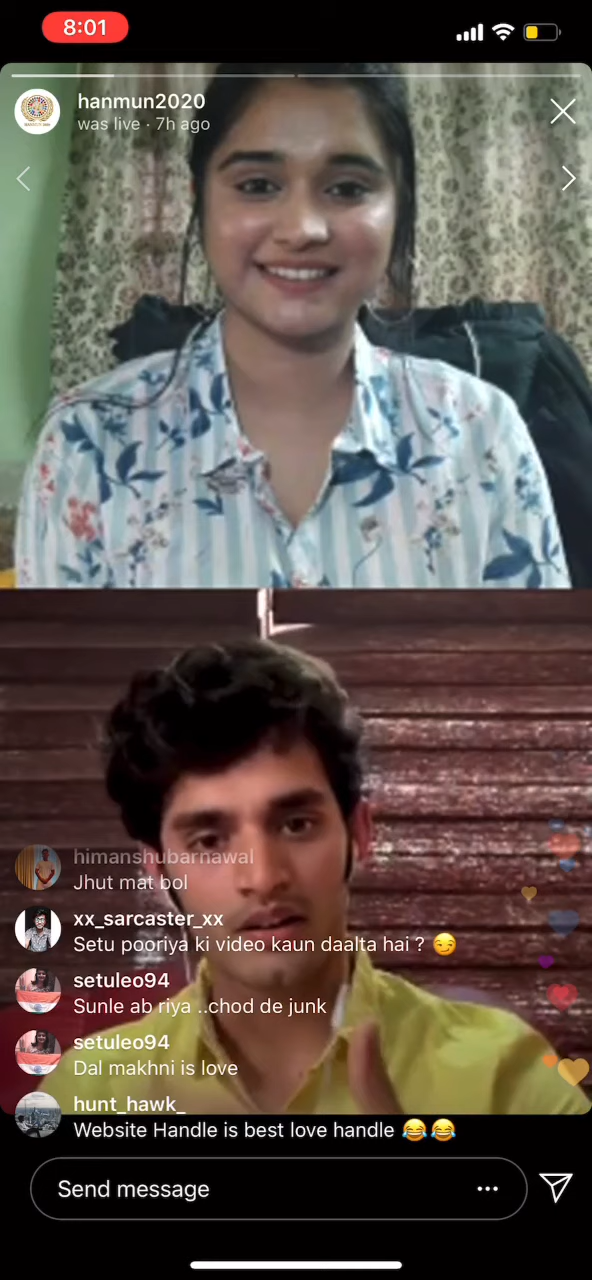 8:01
hanmun2020
was live · 7h ago
himanshubarnawal
Jhut mat bol
xx_sarcaster_xx
Setu pooriya ki video kaun daalta hai ? 😏
setuleo94
Sunle ab riya ..chod de junk
setuleo94
Dal makhni is love
hunt_hawk_
Website Handle is best love handle 😂😂
Send message